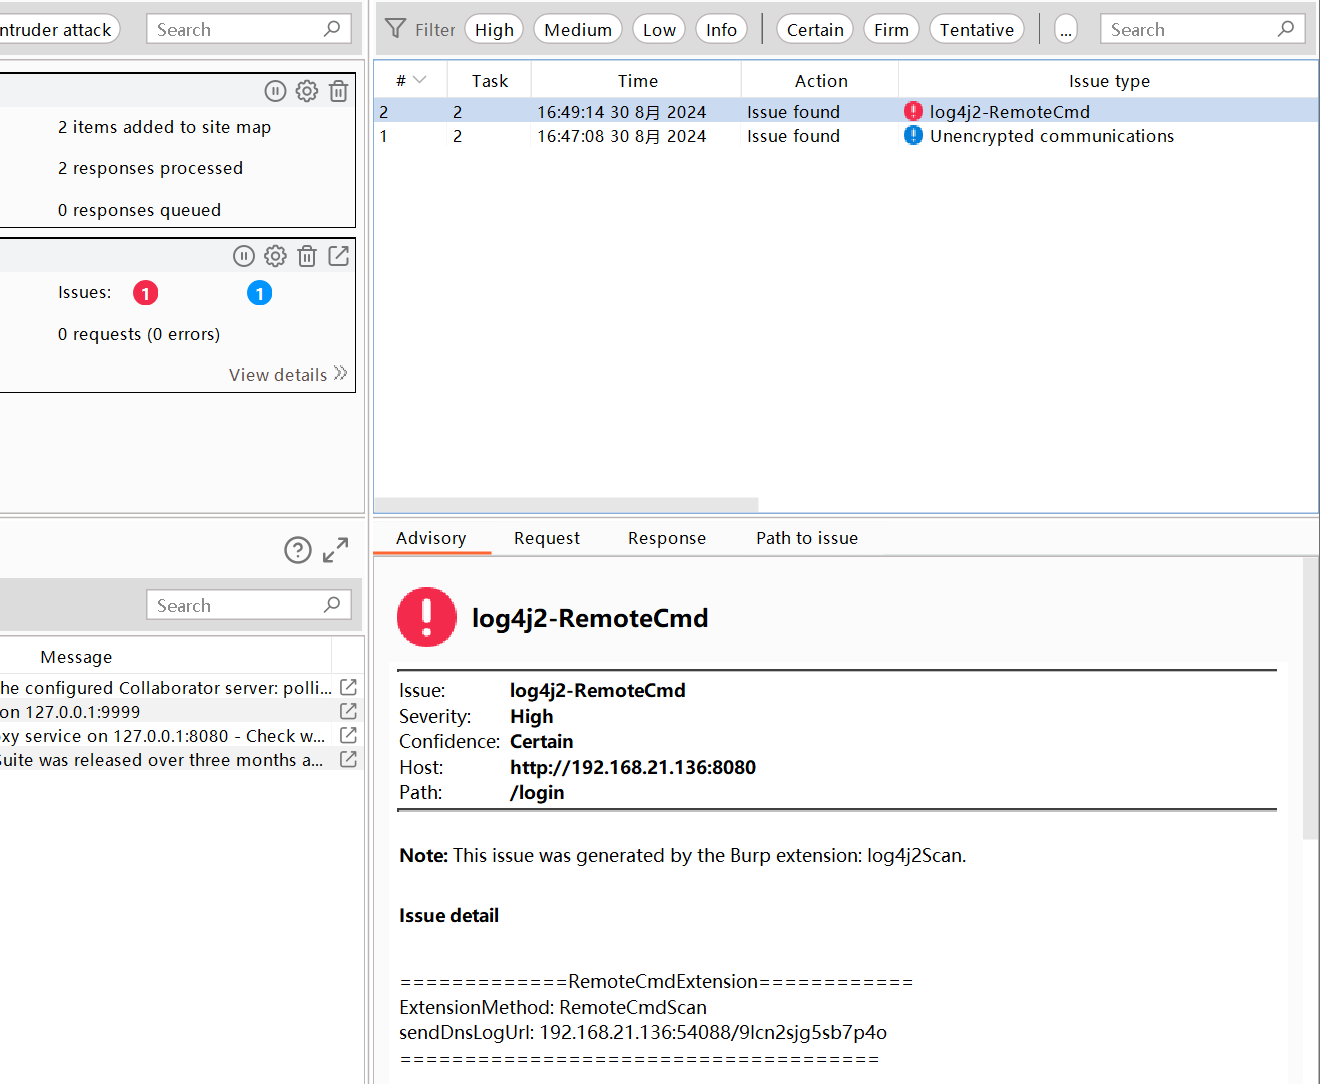 ntruder attack
Search
2 items added to site map
2 responses processed
0 responses queued
Issues: 1 1
0 requests (0 errors)
View details
Search
Message
he configured Collaborator server: polli...
on 127.0.0.1:9999
xy service on 127.0.0.1:8080 - Check w...
Suite was released over three months a...
Filter High Medium Low Info Certain Firm Tentative ... Search
# Task Time Action Issue type
2 2 16:49:14 30 8月 2024 Issue found log4j2-RemoteCmd
1 2 16:47:08 30 8月 2024 Issue found Unencrypted communications
Advisory Request Response Path to issue
log4j2-RemoteCmd
Issue: log4j2-RemoteCmd
Severity: High
Confidence: Certain
Host: http://192.168.21.136:8080
Path: /login
Note: This issue was generated by the Burp extension: log4j2Scan.
Issue detail
=============RemoteCmdExtension============
ExtensionMethod: RemoteCmdScan
sendDnsLogUrl: 192.168.21.136:54088/9lcn2sjg5sb7p4o
=====================================